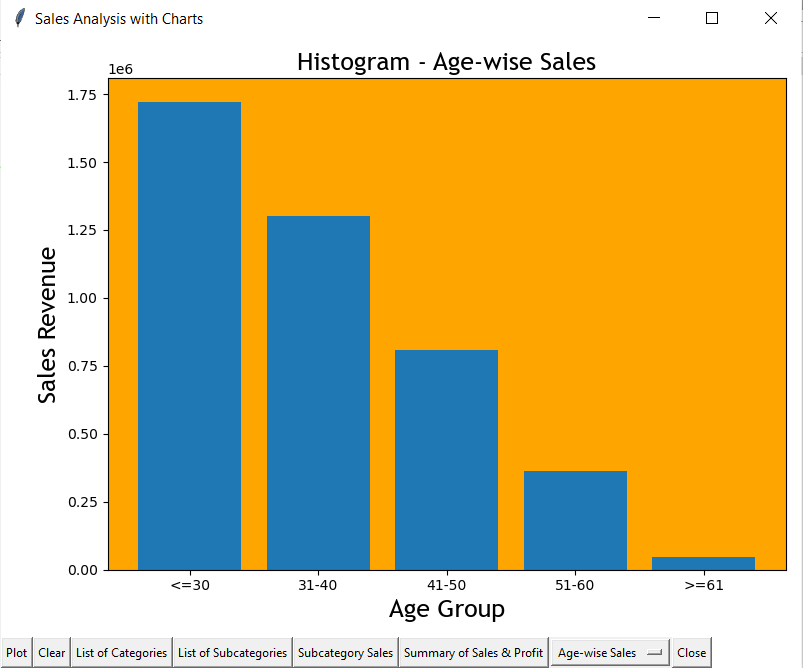 Sales Analysis with Charts
Histogram - Age-wise Sales
1e6
1.75
1.50
1.25
1.00
0.75
0.50
0.25
0.00
Sales Revenue
<=30 31-40 41-50 51-60 >=61
Age Group
Plot Clear List of Categories List of Subcategories Subcategory Sales Summary of Sales & Profit Age-wise Sales Close